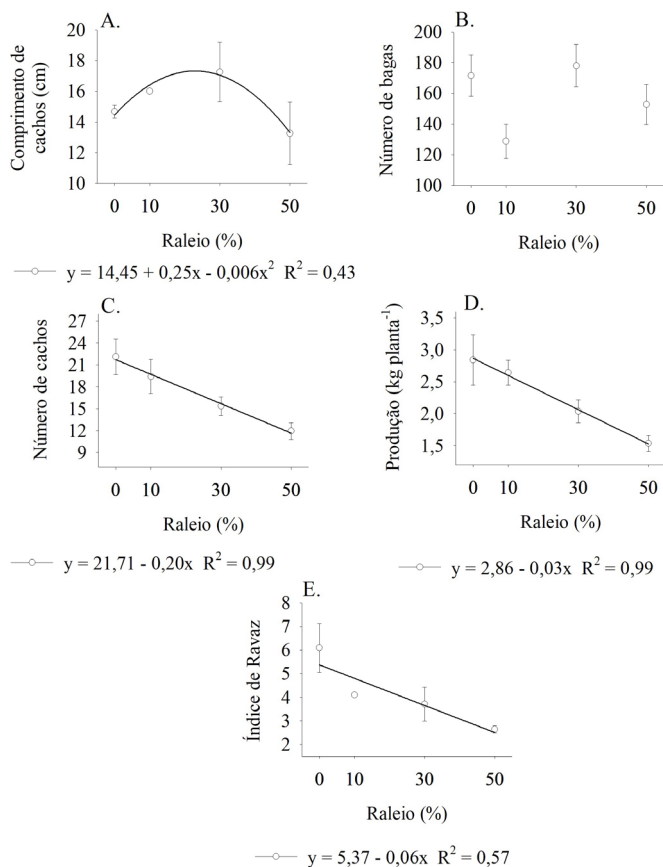 A.
Comprimento de
cachos (cm)
18
16
14
12
10
0 10 30 50
Raleio (%)
y = 14,45 + 0,25x - 0,006x² R² = 0,43
B.
Número de bagas
200
180
160
140
120
100
0 10 30 50
Raleio (%)
C.
Número de cachos
27
24
21
18
15
12
9
0 10 30 50
Raleio (%)
y = 21,71 - 0,20x R² = 0,99
D.
Produção (kg planta⁻¹)
3,5
3,0
2,5
2,0
1,5
0 10 30 50
Raleio (%)
y = 2,86 - 0,03x R² = 0,99
E.
Índice de Ravaz
8
7
6
5
4
3
2
0 10 30 50
Raleio (%)
y = 5,37 - 0,06x R² = 0,57